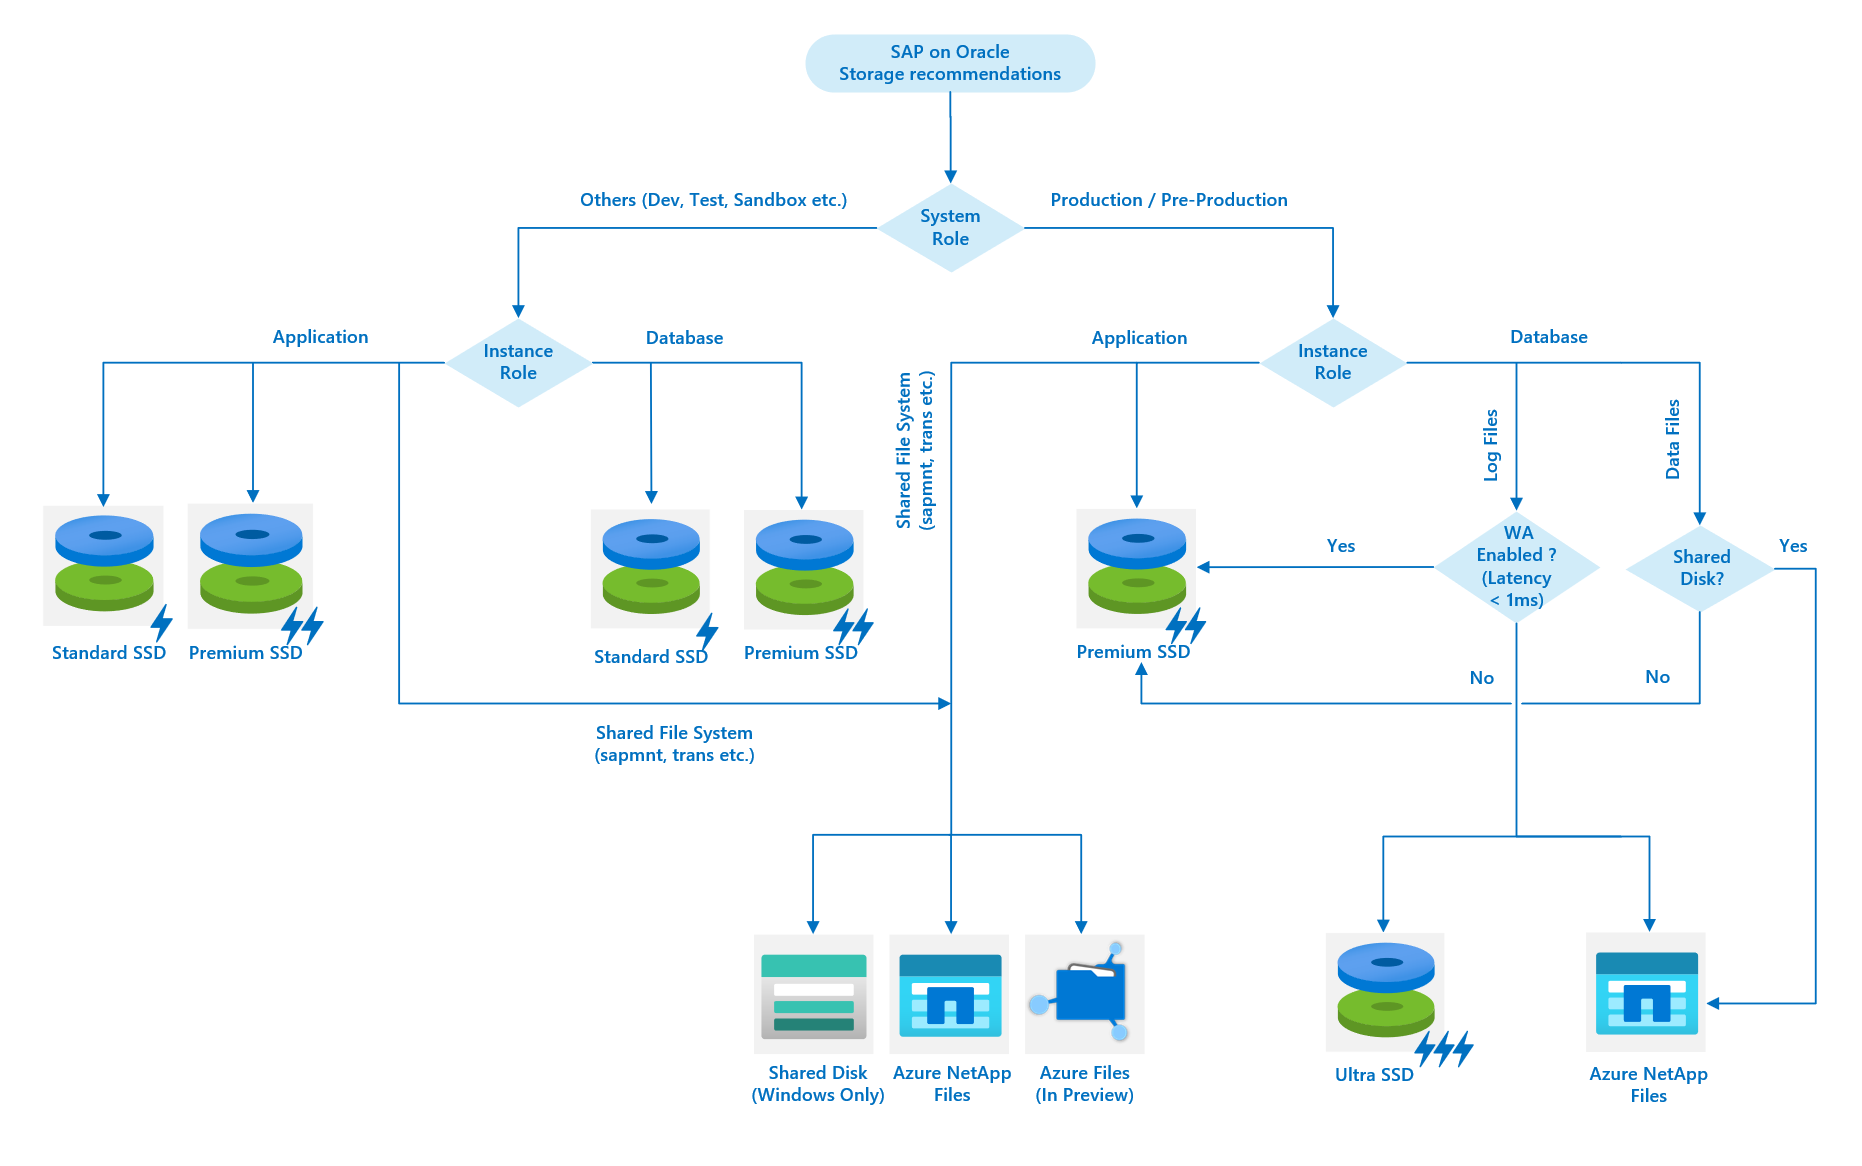 SAP on Oracle
Storage recommendations
Others (Dev, Test, Sandbox etc.)
Production / Pre-Production
System
Role
Application
Instance
Role
Database
Application
Instance
Role
Database
Shared File System
(sapmnt, trans etc.)
Log Files
Data Files
WA
Enabled ?
(Latency
< 1ms)
Yes
Shared
Disk?
Yes
Standard SSD
Premium SSD
Standard SSD
Premium SSD
Premium SSD
No
No
Shared File System
(sapmnt, trans etc.)
Shared Disk
(Windows Only)
Azure NetApp
Files
Azure Files
(In Preview)
Ultra SSD
Azure NetApp
Files